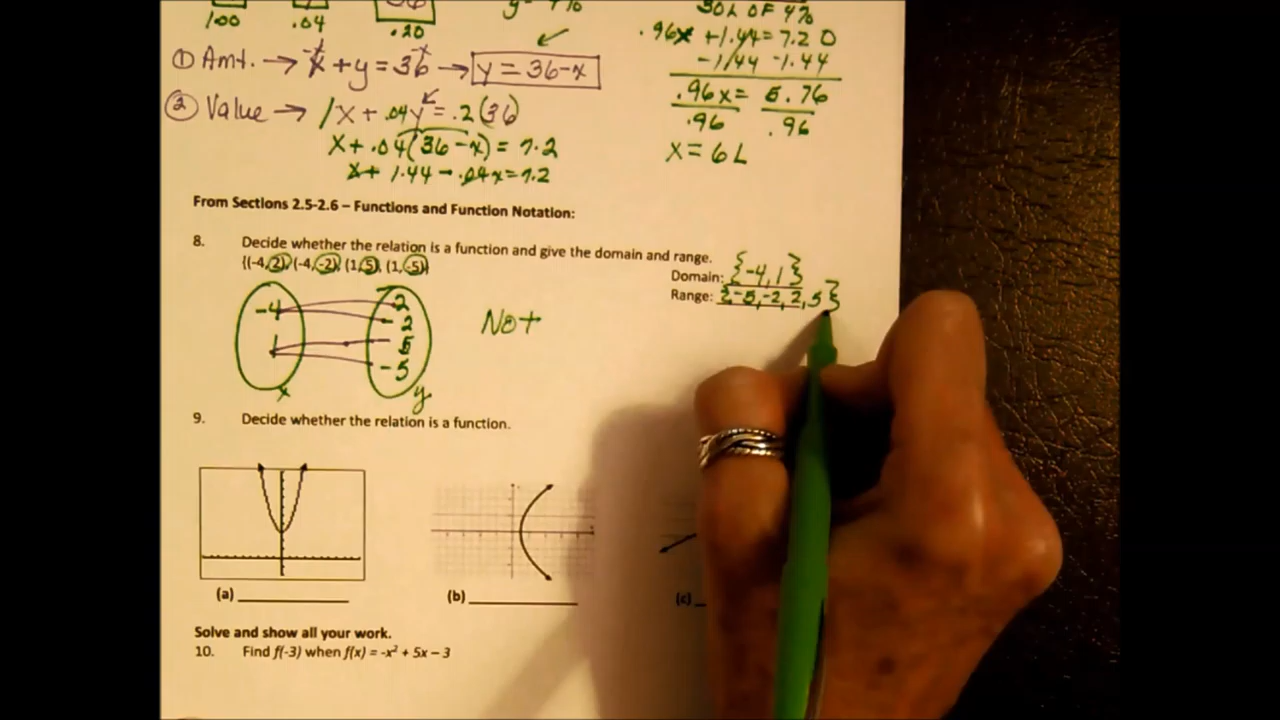 1.00 .04 .20
30L OF 4%
.96x + 1.44 = 7.20
-1.44 -1.44
.96x = 5.76
.96 .96
x = 6L
① Amt. → x + y = 36 → y = 36-x
-x -x
② Value → 1x + .04y = .2(36)
x + .04(36-x) = 7.2
x + 1.44 - .04x = 7.2
From Sections 2.5-2.6 – Functions and Function Notation:
8. Decide whether the relation is a function and give the domain and range.
{(-4,2), (-4,-2), (1,5), (1,-5)}
Domain: {-4,1}
Range: {-5,-2,2,5}
-4 2
-2
1 5
-5
x y
Not
9. Decide whether the relation is a function.
(a) (b) (c)
Solve and show all your work.
10. Find f(-3) when f(x) = -x² + 5x – 3